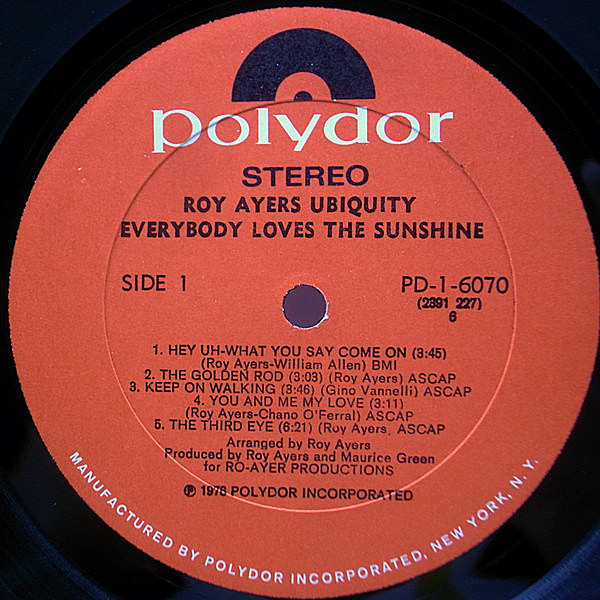 polydor
STEREO
ROY AYERS UBIQUITY
EVERYBODY LOVES THE SUNSHINE
SIDE 1
PD-1-6070
(2391 227)
6
1. HEY UH-WHAT YOU SAY COME ON (3:45)
(Roy Ayers-William Allen) BMI
2. THE GOLDEN ROD (3:03) (Roy Ayers) ASCAP
3. KEEP ON WALKING (3:46) (Gino Vannelli) ASCAP
4. YOU AND ME MY LOVE (3:11)
(Roy Ayers-Chano O'Ferral) ASCAP
5. THE THIRD EYE (6:21) (Roy Ayers, ASCAP
Arranged by Roy Ayers
Produced by Roy Ayers and Maurice Green
for RO-AYER PRODUCTIONS
℗ 1976 POLYDOR INCORPORATED
MANUFACTURED BY POLYDOR INCORPORATED, NEW YORK, N. Y.